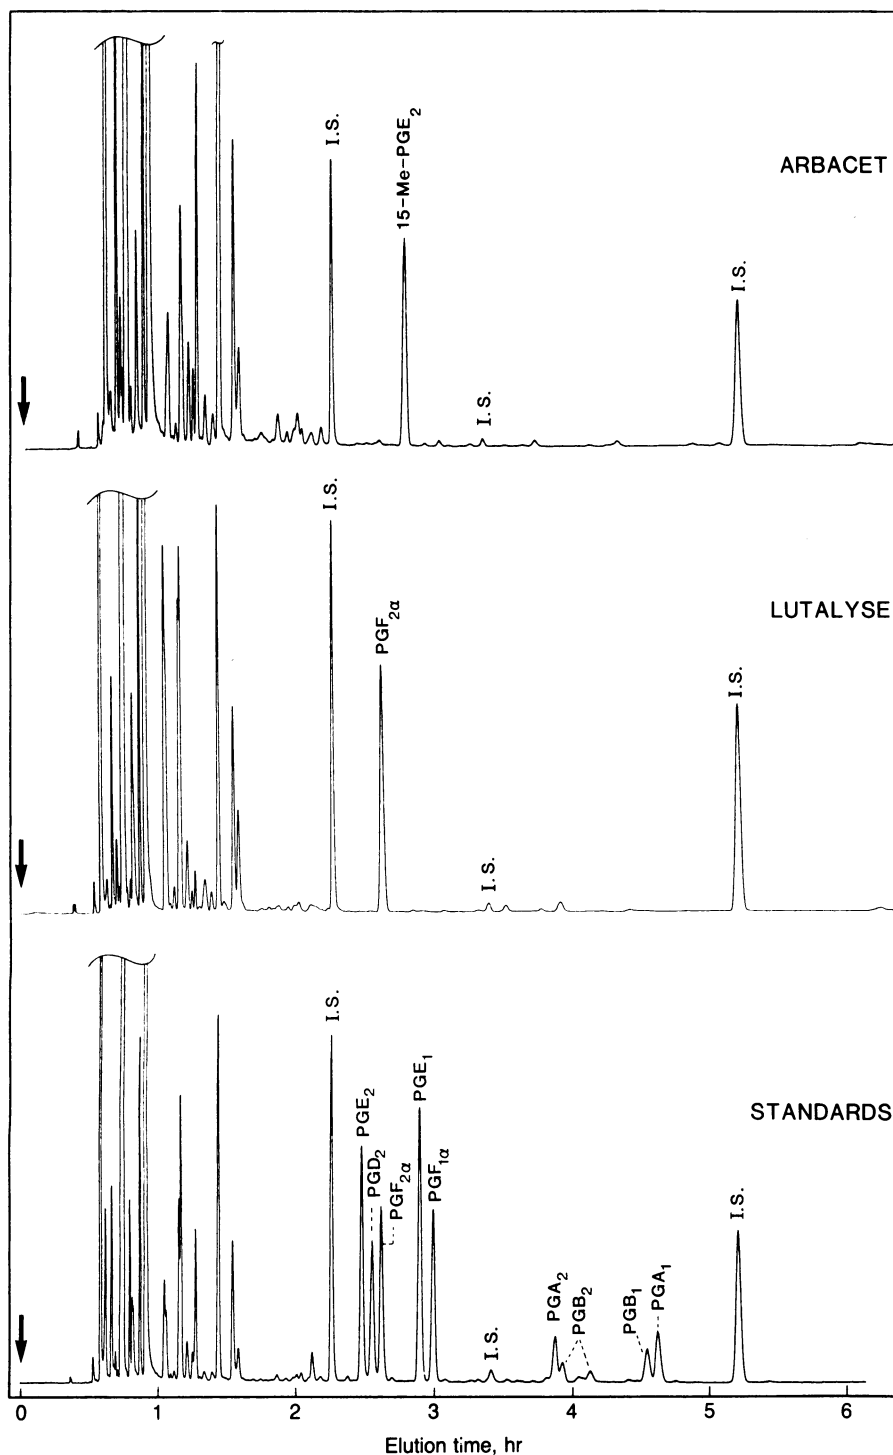 I.S.
15-Me-PGE2
ARBACET
I.S.
I.S.
I.S.
PGF2α
LUTALYSE
I.S.
I.S.
I.S.
PGE2
PGD2
PGF2α
PGE1
PGF1α
STANDARDS
I.S.
PGA2
PGB2
PGB1
PGA1
I.S.
0 1 2 3 4 5 6
Elution time, hr